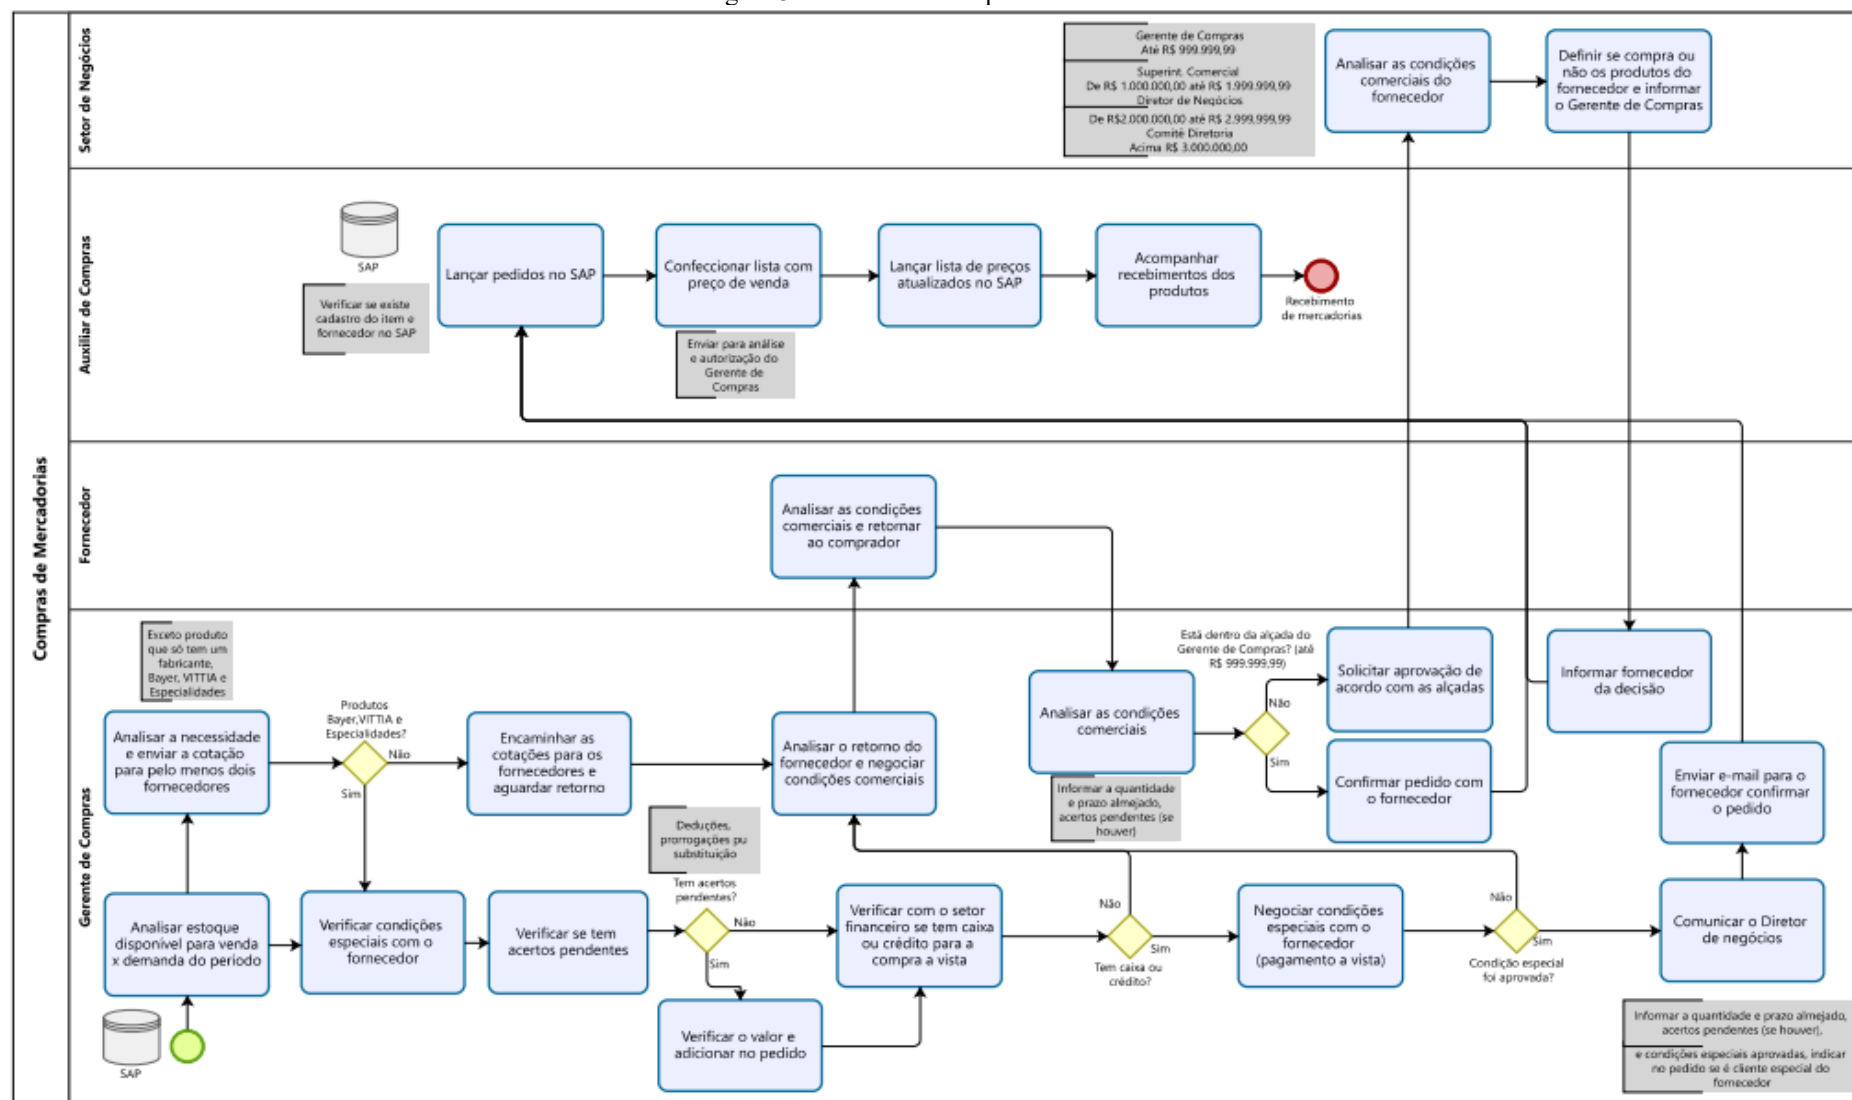 Compras de Mercadorias
Setor de Negócios
Gerente de Compras
Até R$ 999.999,99
Superint. Comercial
De R$ 1.000.000,00 até R$ 1.999.999,99
Diretor de Negócios
De R$2.000.000,00 até R$ 2.999.999,99
Comitê Diretoria
Acima R$ 3.000.000,00
Analisar as condições
comerciais do
fornecedor
Definir se compra ou
não os produtos do
fornecedor e informar
o Gerente de Compras
Auxiliar de Compras
SAP
Verificar se existe
cadastro do item e
fornecedor no SAP
Lançar pedidos no SAP
Confeccionar lista com
preço de venda
Enviar para análise
e autorização do
Gerente de
Compras
Lançar lista de preços
atualizados no SAP
Acompanhar
recebimentos dos
produtos
Recebimento
de mercadorias
Fornecedor
Analisar as condições
comerciais e retornar
ao comprador
Gerente de Compras
Exceto produto
que só tem um
fabricante,
Bayer, VITTIA e
Especialidades
Analisar a necessidade
e enviar a cotação
para pelo menos dois
fornecedores
Produtos
Bayer,VITTIA e
Especialidades?
Não
Sim
Encaminhar as
cotações para os
fornecedores e
aguardar retorno
Analisar o retorno do
fornecedor e negociar
condições comerciais
Analisar as condições
comerciais
Informar a quantidade
e prazo almejado,
acertos pendentes (se
houver)
Está dentro da alçada do
Gerente de Compras? (até
R$ 999.999,99)
Não
Sim
Solicitar aprovação de
acordo com as alçadas
Confirmar pedido com
o fornecedor
Informar fornecedor
da decisão
Enviar e-mail para o
fornecedor confirmar
o pedido
Analisar estoque
disponível para venda
x demanda do período
SAP
Verificar condições
especiais com o
fornecedor
Verificar se tem
acertos pendentes
Deduções,
prorrogações pu
substituição
Tem acertos
pendentes?
Não
Sim
Verificar o valor e
adicionar no pedido
Verificar com o setor
financeiro se tem caixa
ou crédito para a
compra a vista
Não
Sim
Tem caixa ou
crédito?
Negociar condições
especiais com o
fornecedor
(pagamento a vista)
Não
Sim
Condição especial
foi aprovada?
Comunicar o Diretor
de negócios
Informar a quantidade e prazo almejado,
acertos pendentes (se houver),
e condições especiais aprovadas, indicar
no pedido se é cliente especial do
fornecedor